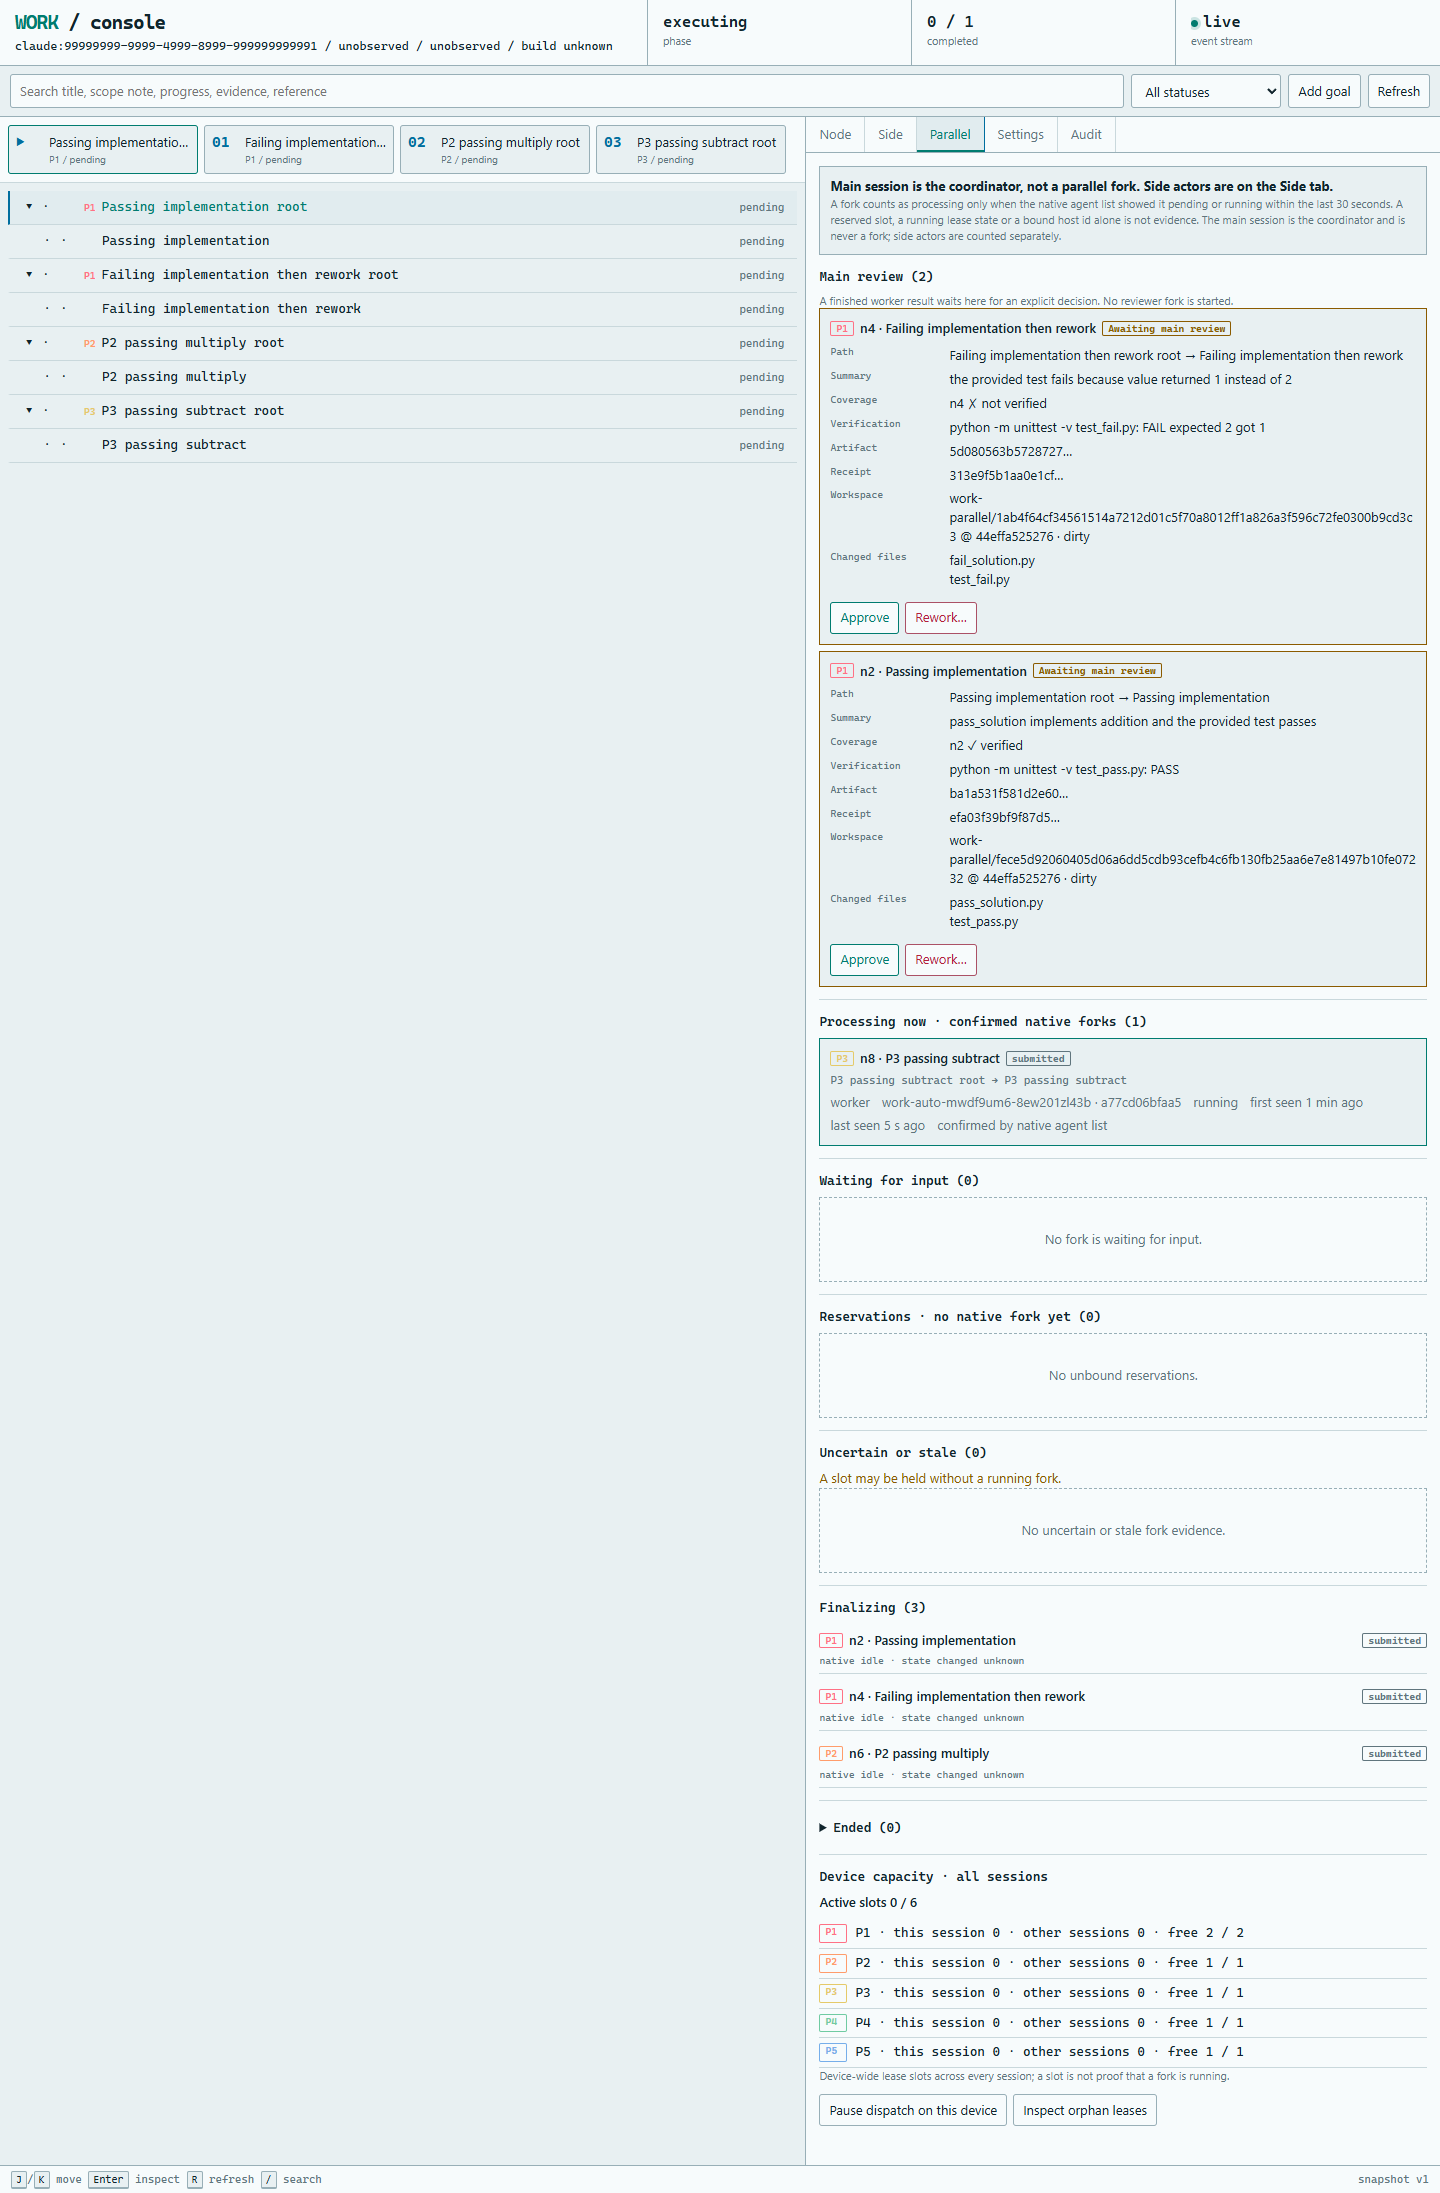 WORK / console
claude:99999999-9999-4999-8999-999999999991 / unobserved / unobserved / build unknown
executing
phase
0 / 1
completed
live
event stream
Search title, scope note, progress, evidence, reference
All statuses
Add goal
Refresh
Passing implementatio...
P1 / pending
01 Failing implementation...
P1 / pending
02 P2 passing multiply root
P2 / pending
03 P3 passing subtract root
P3 / pending
▼ · P1 Passing implementation root pending
· · Passing implementation pending
▼ · P1 Failing implementation then rework root pending
· · Failing implementation then rework pending
▼ · P2 P2 passing multiply root pending
· · P2 passing multiply pending
▼ · P3 P3 passing subtract root pending
· · P3 passing subtract pending
Node Side Parallel Settings Audit
Main session is the coordinator, not a parallel fork. Side actors are on the Side tab.
A fork counts as processing only when the native agent list showed it pending or running within the last 30 seconds. A
reserved slot, a running lease state or a bound host id alone is not evidence. The main session is the coordinator and is
never a fork; side actors are counted separately.
Main review (2)
A finished worker result waits here for an explicit decision. No reviewer fork is started.
P1 n4 · Failing implementation then rework Awaiting main review
Path Failing implementation then rework root → Failing implementation then rework
Summary the provided test fails because value returned 1 instead of 2
Coverage n4 ✗ not verified
Verification python -m unittest -v test_fail.py: FAIL expected 2 got 1
Artifact 5d080563b5728727...
Receipt 313e9f5b1aa0e1cf...
Workspace work-
parallel/1ab4f64cf34561514a7212d01c5f70a8012ff1a826a3f596c72fe0300b9cd3c
3 @ 44effa525276 · dirty
Changed files fail_solution.py
test_fail.py
Approve Rework...
P1 n2 · Passing implementation Awaiting main review
Path Passing implementation root → Passing implementation
Summary pass_solution implements addition and the provided test passes
Coverage n2 ✓ verified
Verification python -m unittest -v test_pass.py: PASS
Artifact ba1a531f581d2e60...
Receipt efa03f39bf9f87d5...
Workspace work-
parallel/fece5d92060405d06a6dd5cdb93cefb4c6fb130fb25aa6e7e81497b10fe072
32 @ 44effa525276 · dirty
Changed files pass_solution.py
test_pass.py
Approve Rework...
Processing now · confirmed native forks (1)
P3 n8 · P3 passing subtract submitted
P3 passing subtract root → P3 passing subtract
worker work-auto-mwdf9um6-8ew201zl43b · a77cd06bfaa5 running first seen 1 min ago
last seen 5 s ago confirmed by native agent list
Waiting for input (0)
No fork is waiting for input.
Reservations · no native fork yet (0)
No unbound reservations.
Uncertain or stale (0)
A slot may be held without a running fork.
No uncertain or stale fork evidence.
Finalizing (3)
P1 n2 · Passing implementation submitted
native idle · state changed unknown
P1 n4 · Failing implementation then rework submitted
native idle · state changed unknown
P2 n6 · P2 passing multiply submitted
native idle · state changed unknown
▶ Ended (0)
Device capacity · all sessions
Active slots 0 / 6
P1 P1 · this session 0 · other sessions 0 · free 2 / 2
P2 P2 · this session 0 · other sessions 0 · free 1 / 1
P3 P3 · this session 0 · other sessions 0 · free 1 / 1
P4 P4 · this session 0 · other sessions 0 · free 1 / 1
P5 P5 · this session 0 · other sessions 0 · free 1 / 1
Device-wide lease slots across every session; a slot is not proof that a fork is running.
Pause dispatch on this device Inspect orphan leases
J/K move Enter inspect R refresh / search
snapshot v1